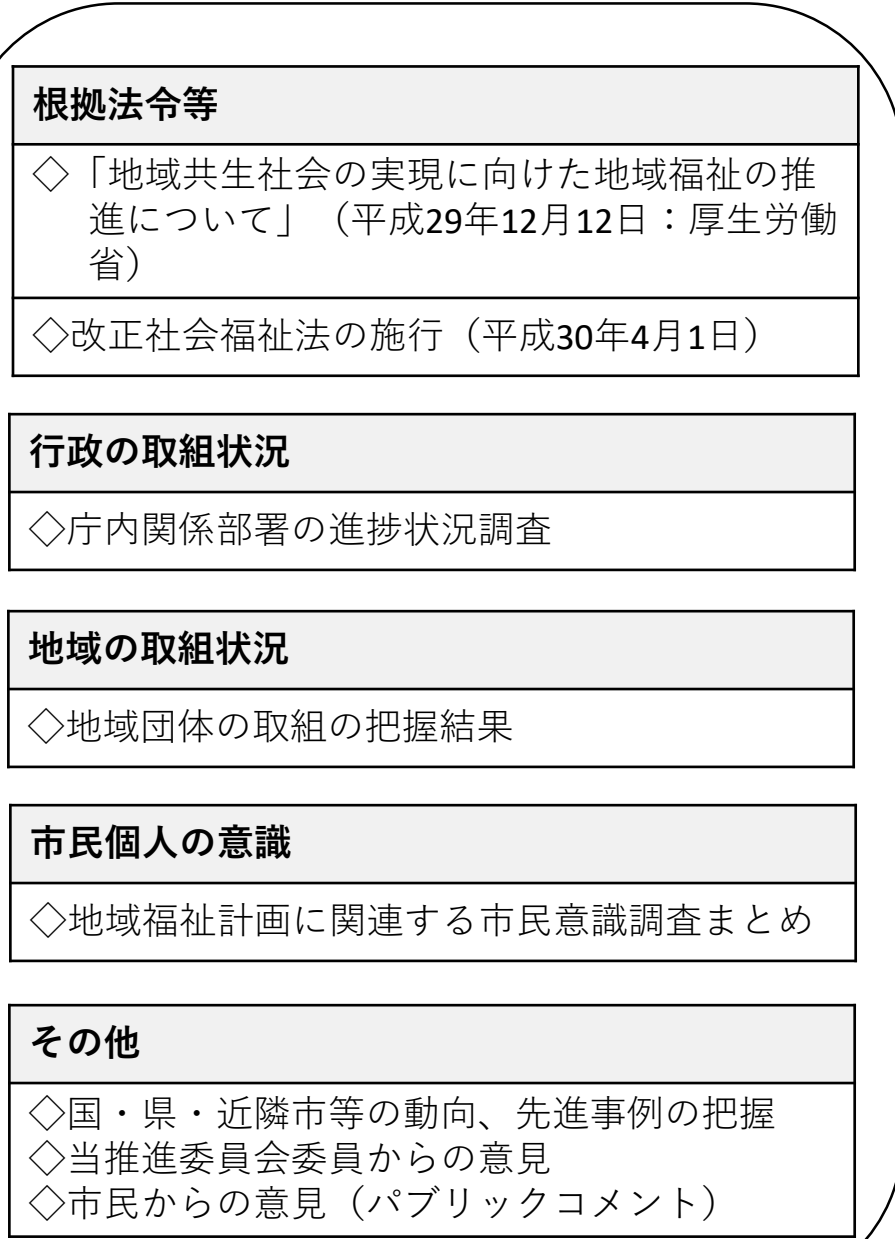 根拠法令等
◇「地域共生社会の実現に向けた地域福祉の推
進について」（平成29年12月12日：厚生労働
省）
◇改正社会福祉法の施行（平成30年4月1日）
行政の取組状況
◇庁内関係部署の進捗状況調査
地域の取組状況
◇地域団体の取組の把握結果
市民個人の意識
◇地域福祉計画に関連する市民意識調査まとめ
その他
◇国・県・近隣市等の動向、先進事例の把握
◇当推進委員会委員からの意見
◇市民からの意見（パブリックコメント）